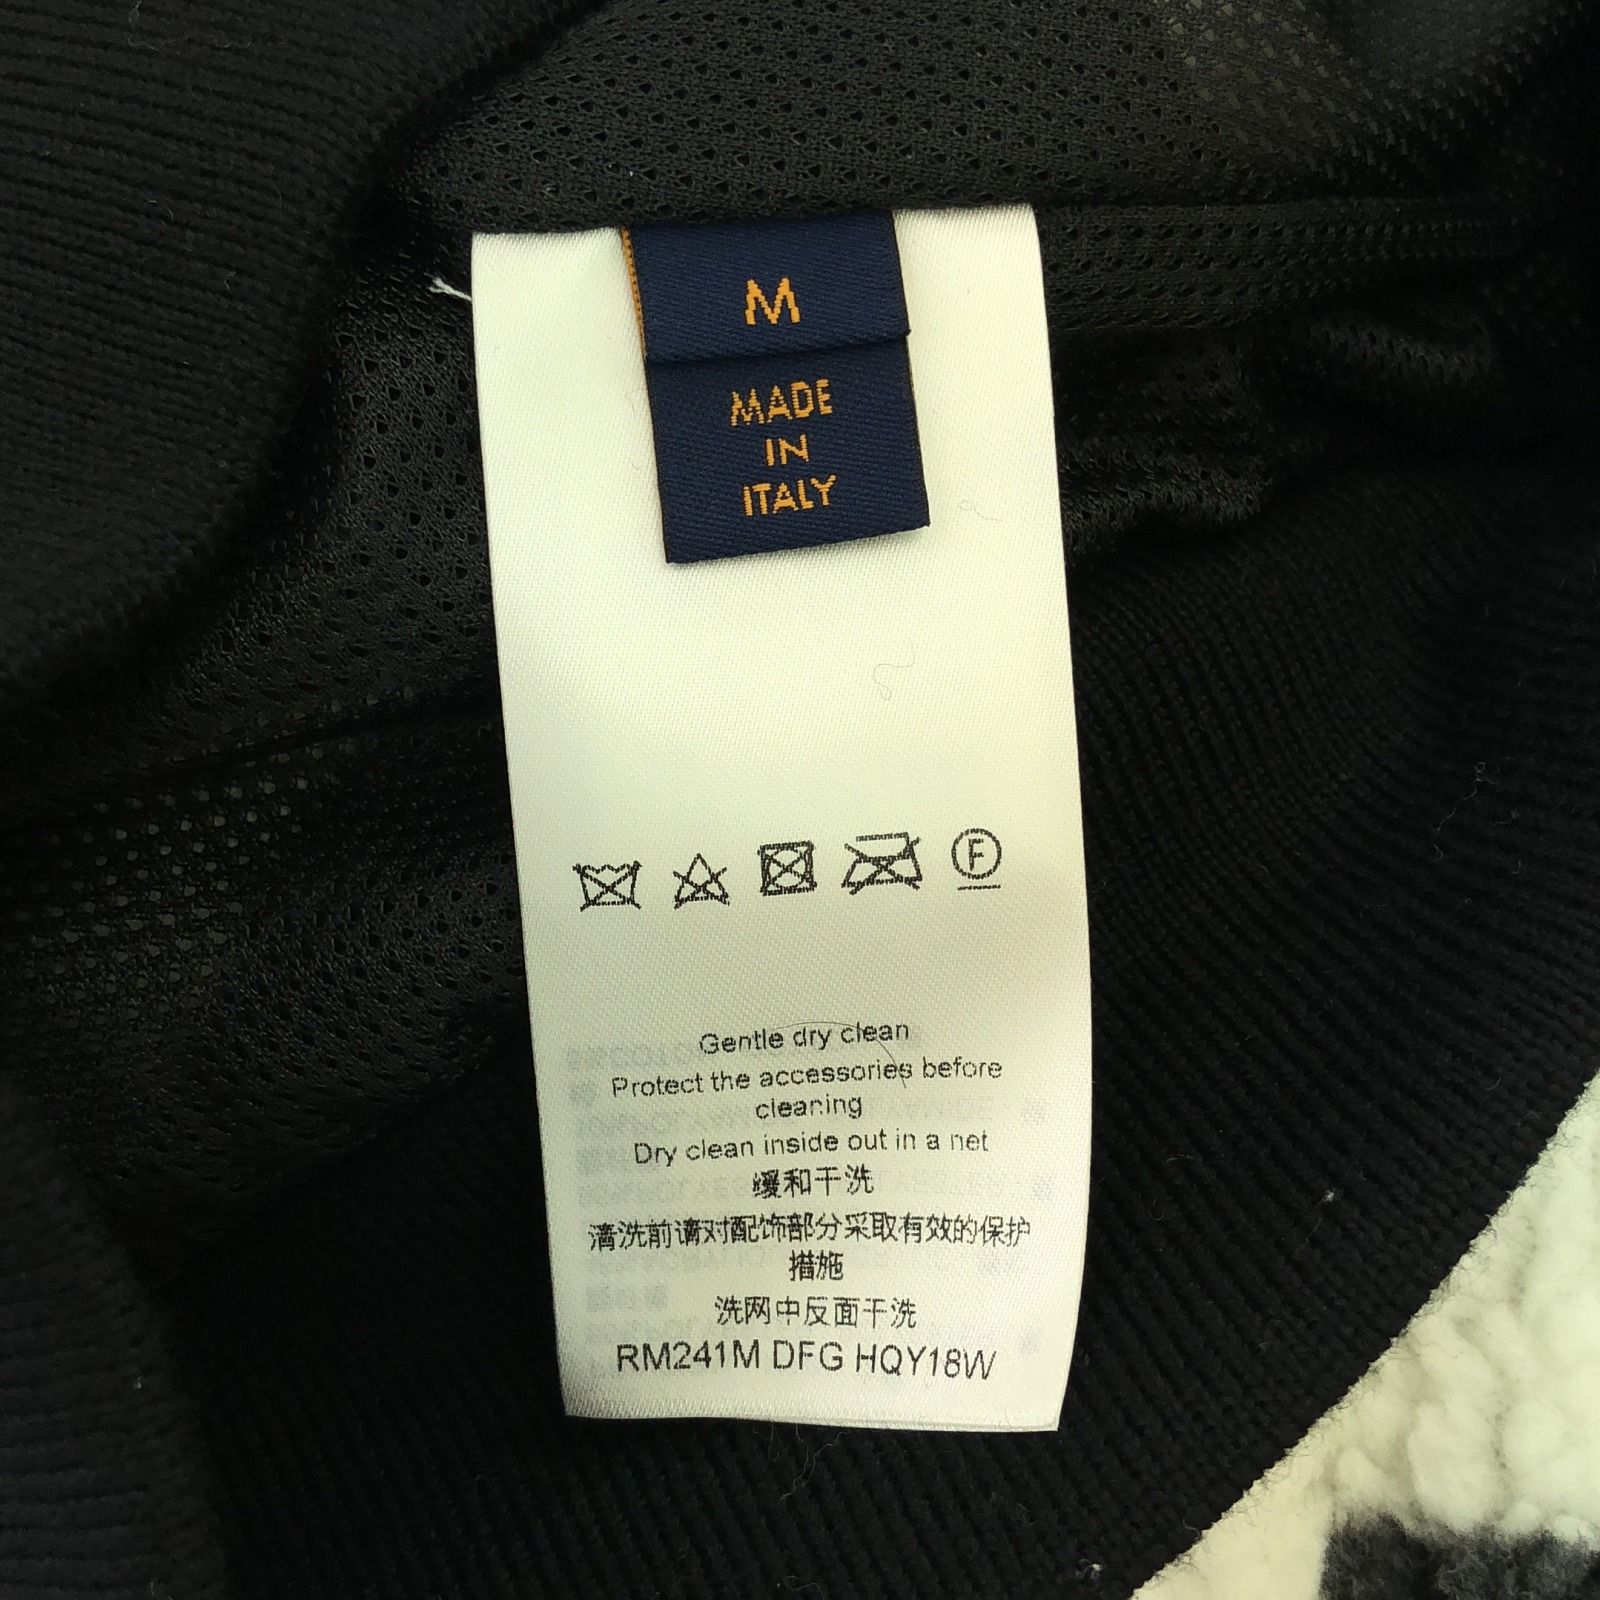 M
MADE
IN
ITALY
F
Gentle dry clean
Protect the accessories before
cleaning
Dry clean inside out in a net
缓和干洗
清洗前请对配饰部分采取有效的保护
措施
洗网中反面干洗
RM241M DFG HQY18W